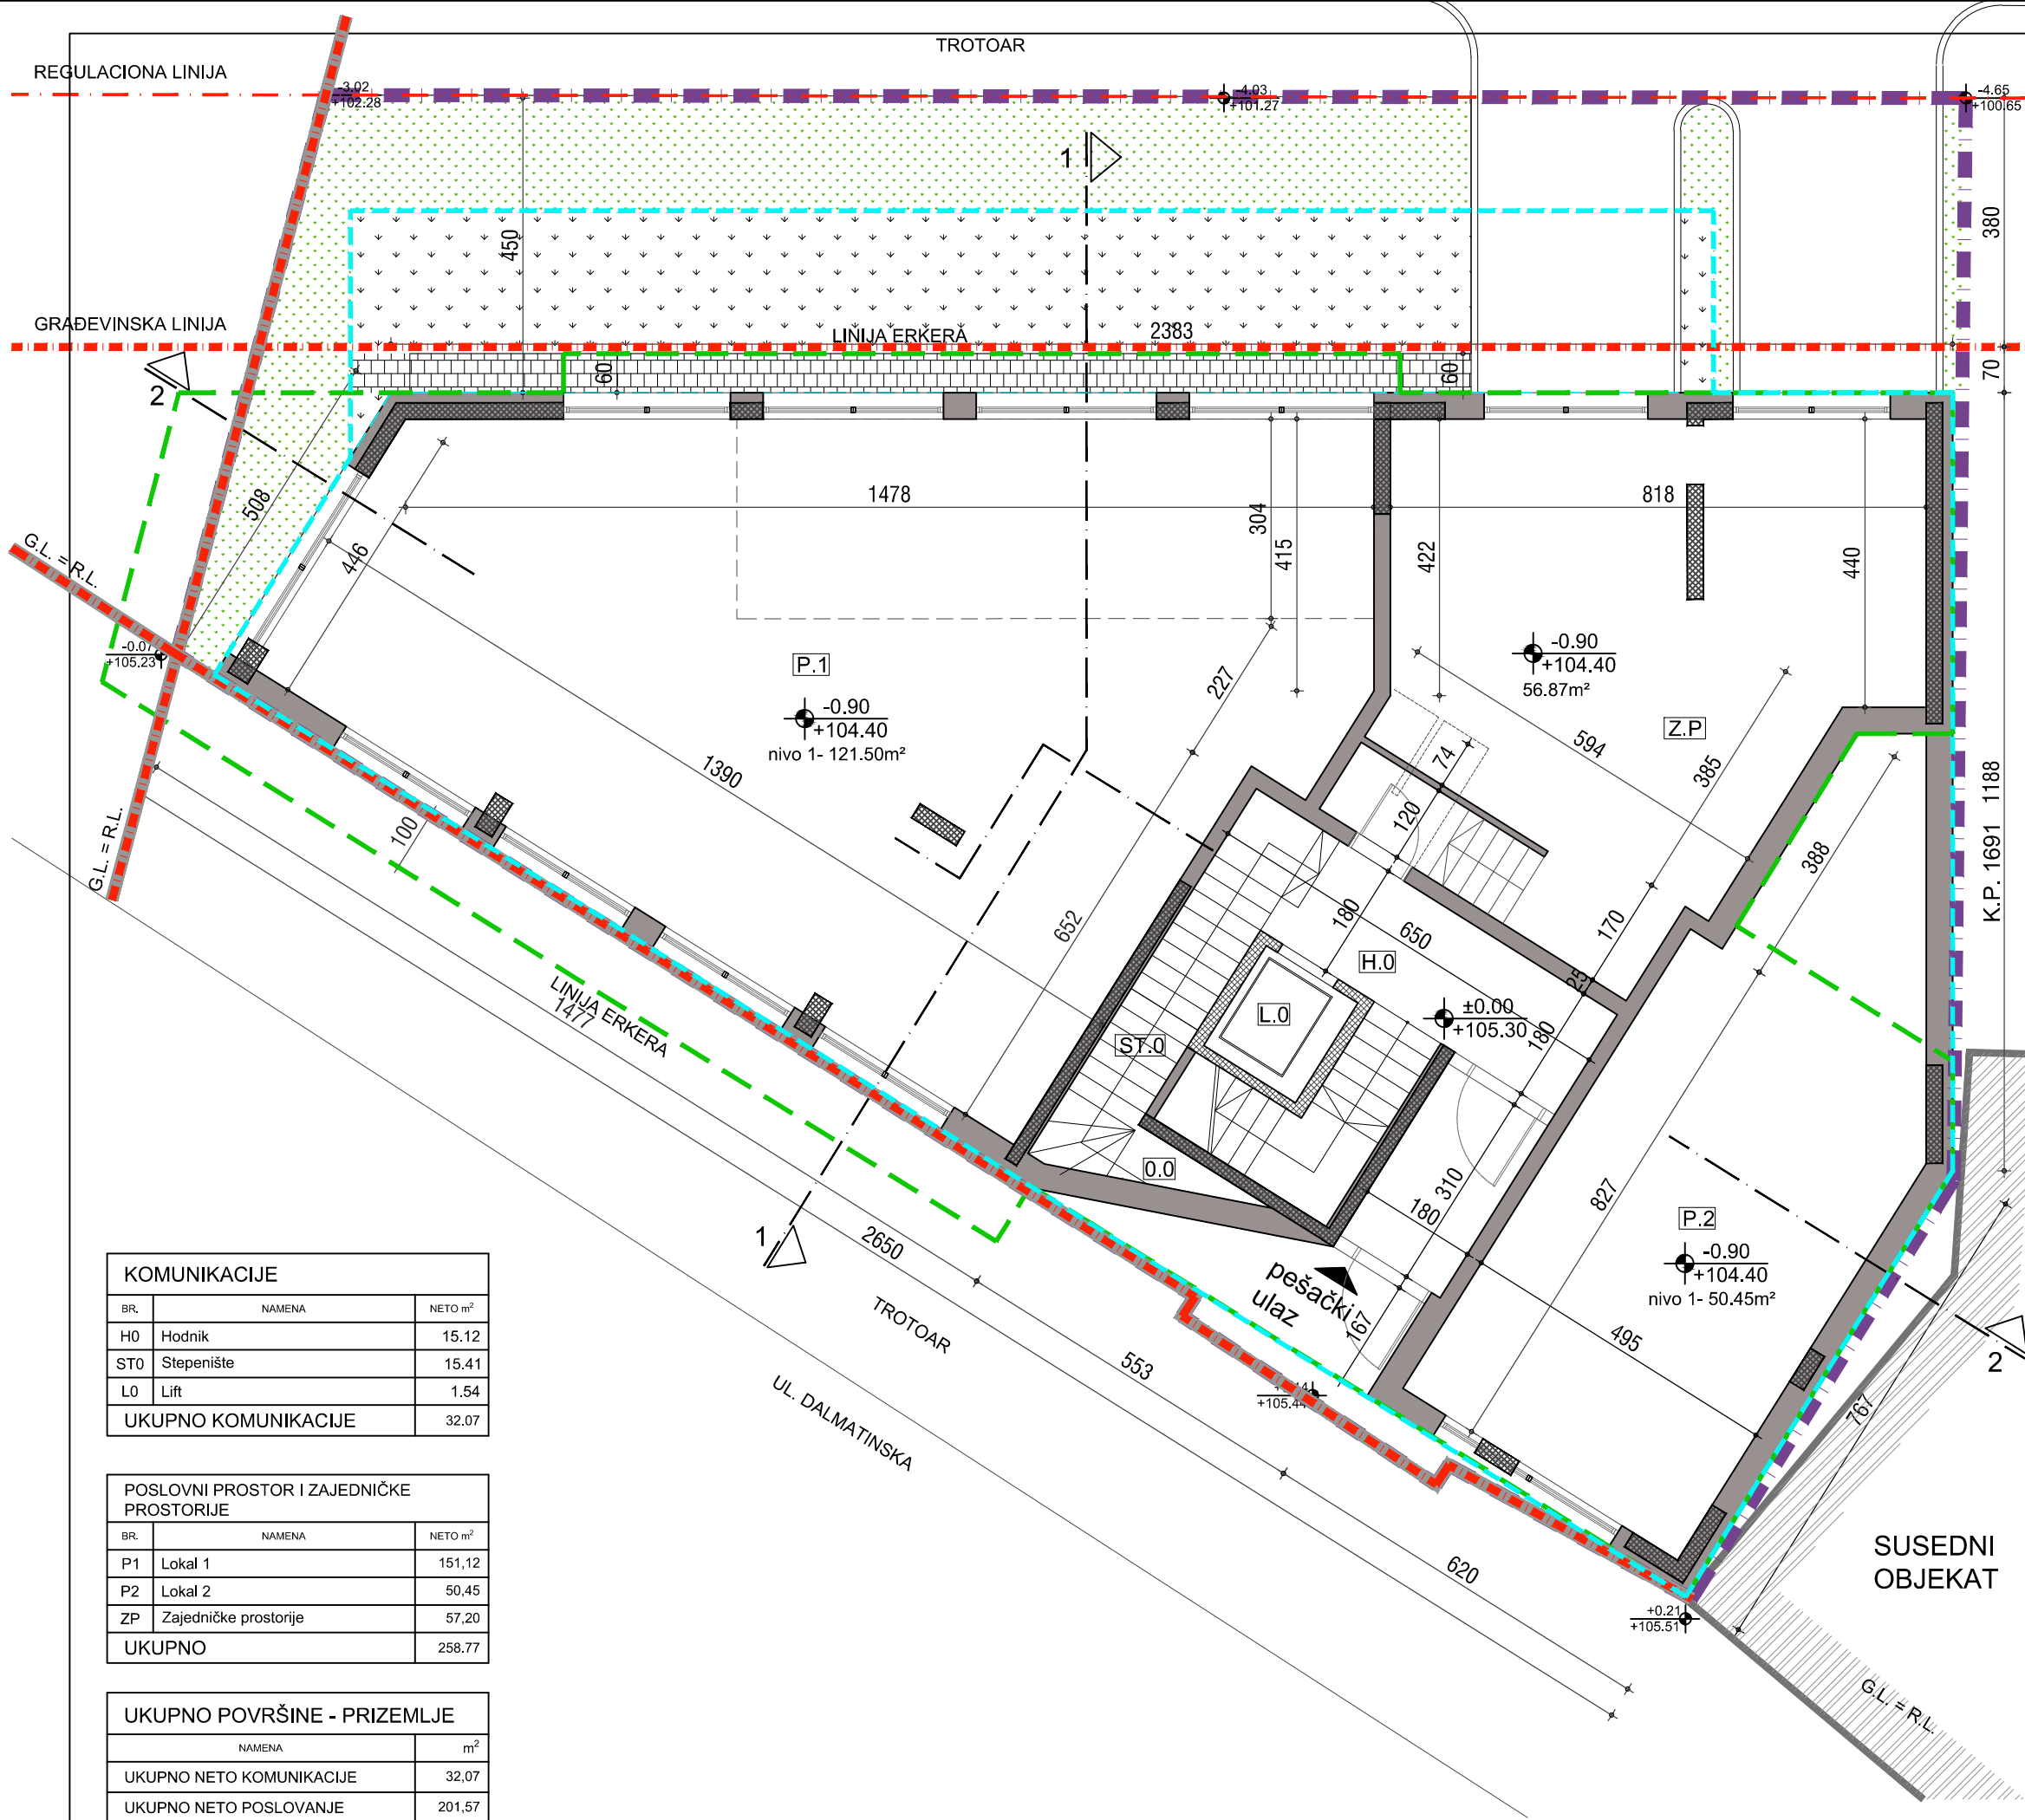 TROTOAR
REGULACIONA LINIJA
-3.02
+102.28
-4.03
+101.27
-4.65
+100.65
1
450
380
GRAĐEVINSKA LINIJA
LINIJA ERKERA
2383
2
60
60
70
508
446
1478
304
415
422
818
440
G.L. = R.L.
-0.07
+105.23
P.1
-0.90
+104.40
nivo 1- 121.50m²
227
-0.90
+104.40
56.87m²
Z.P
594
385
74
120
1390
388
K.P. 1691
1188
G.L. = R.L.
100
652
180
650
170
H.0
25
L.0
±0.00
+105.30
180
ST.0
LINIJA ERKERA
1477
0.0
310
180
827
P.2
-0.90
+104.40
nivo 1- 50.45m²
1
2650
pešački
ulaz
167
495
2
TROTOAR
553
+105.44
767
UL. DALMATINSKA
620
SUSEDNI
OBJEKAT
+0.21
+105.51
G.L. = R.L.
KOMUNIKACIJE
BR. NAMENA NETO m²
H0 Hodnik 15.12
ST0 Stepenište 15.41
L0 Lift 1.54
UKUPNO KOMUNIKACIJE 32.07
POSLOVNI PROSTOR I ZAJEDNIČKE
PROSTORIJE
BR. NAMENA NETO m²
P1 Lokal 1 151,12
P2 Lokal 2 50,45
ZP Zajedničke prostorije 57,20
UKUPNO 258.77
UKUPNO POVRŠINE - PRIZEMLJE
NAMENA m²
UKUPNO NETO KOMUNIKACIJE 32,07
UKUPNO NETO POSLOVANJE 201,57